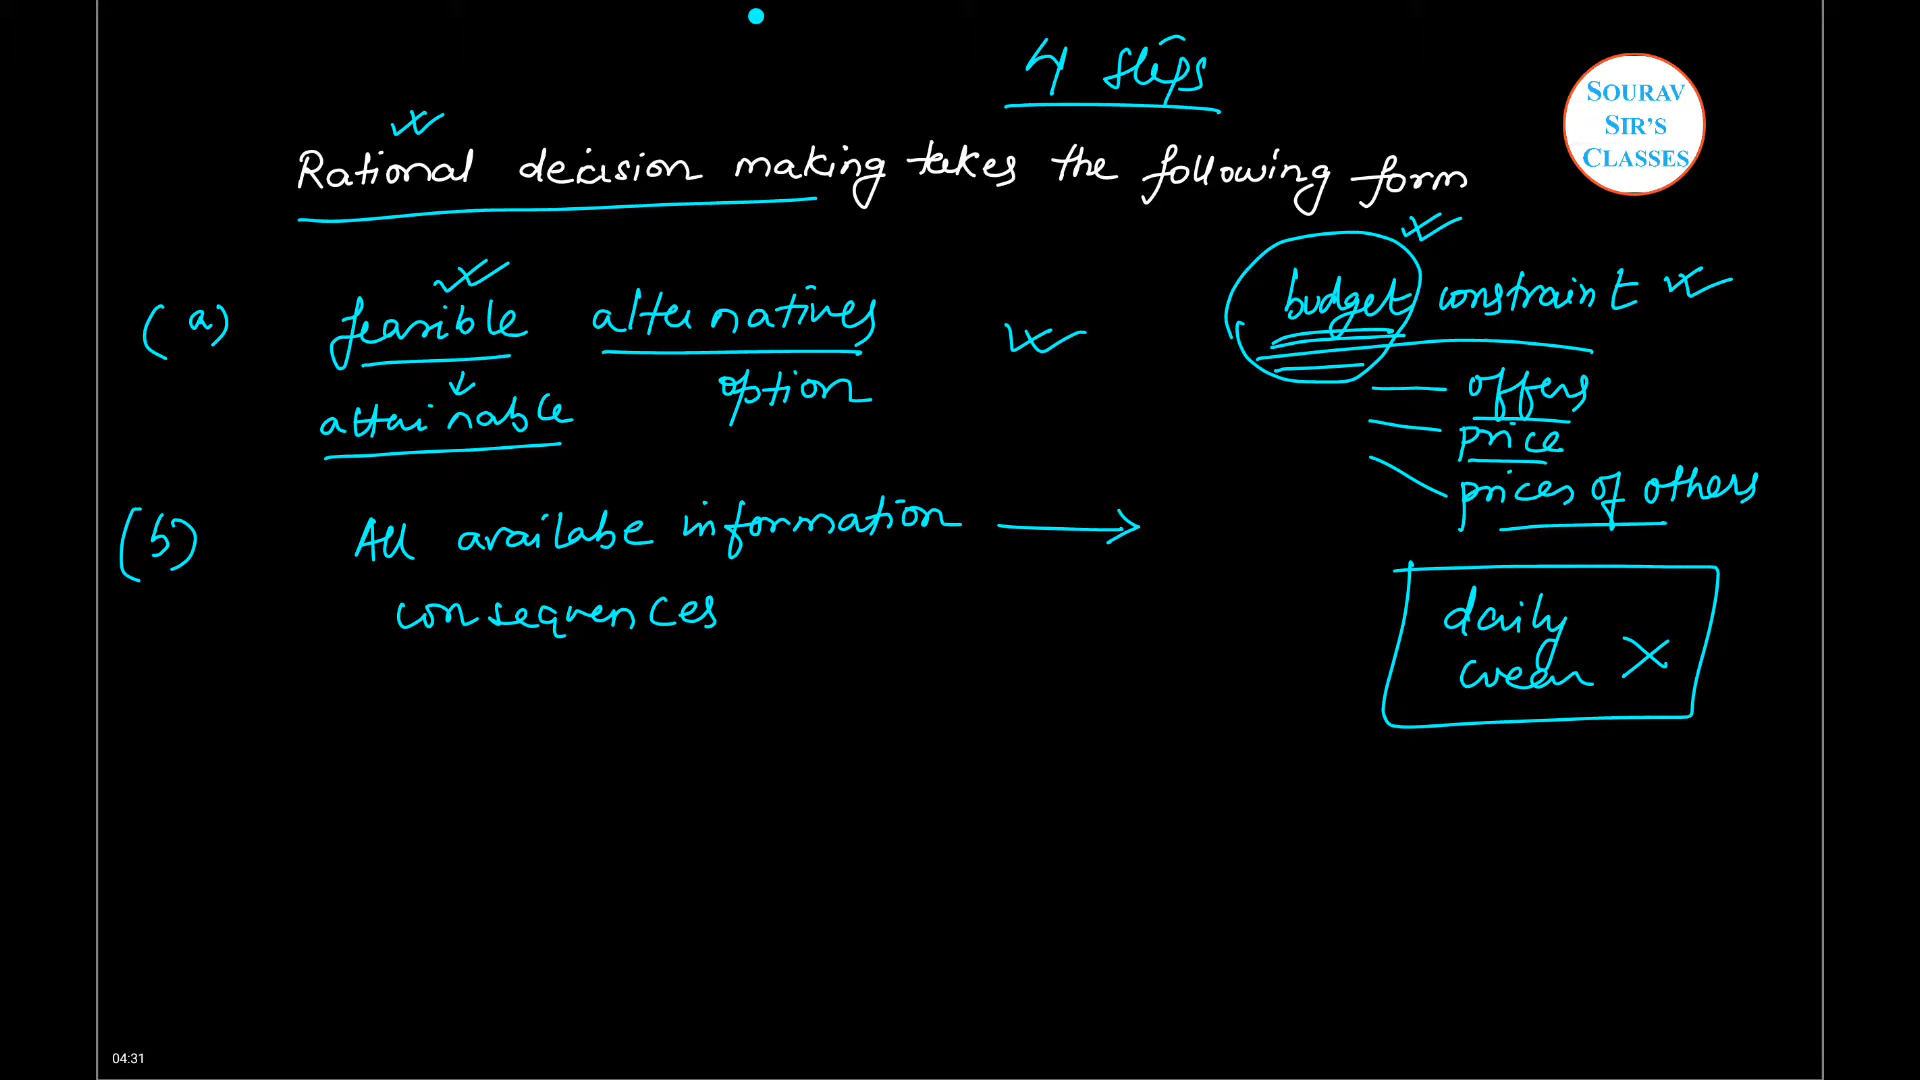 4 steps
SOURAV
SIR'S
CLASSES
Rational decision making takes the following form
(a) feasible alternatives
attainable option
budget constraint
offers
price
prices of others
(b) All availabe information
consequences
daily
wear
04:31